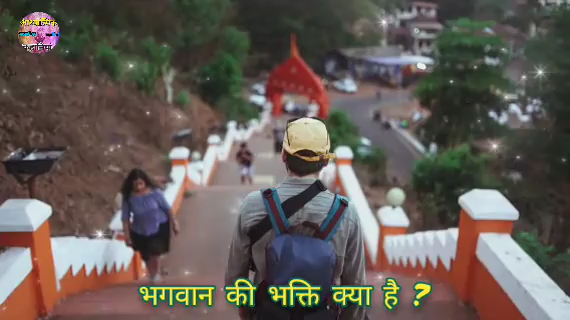 भगवान की भक्ति क्या है ?